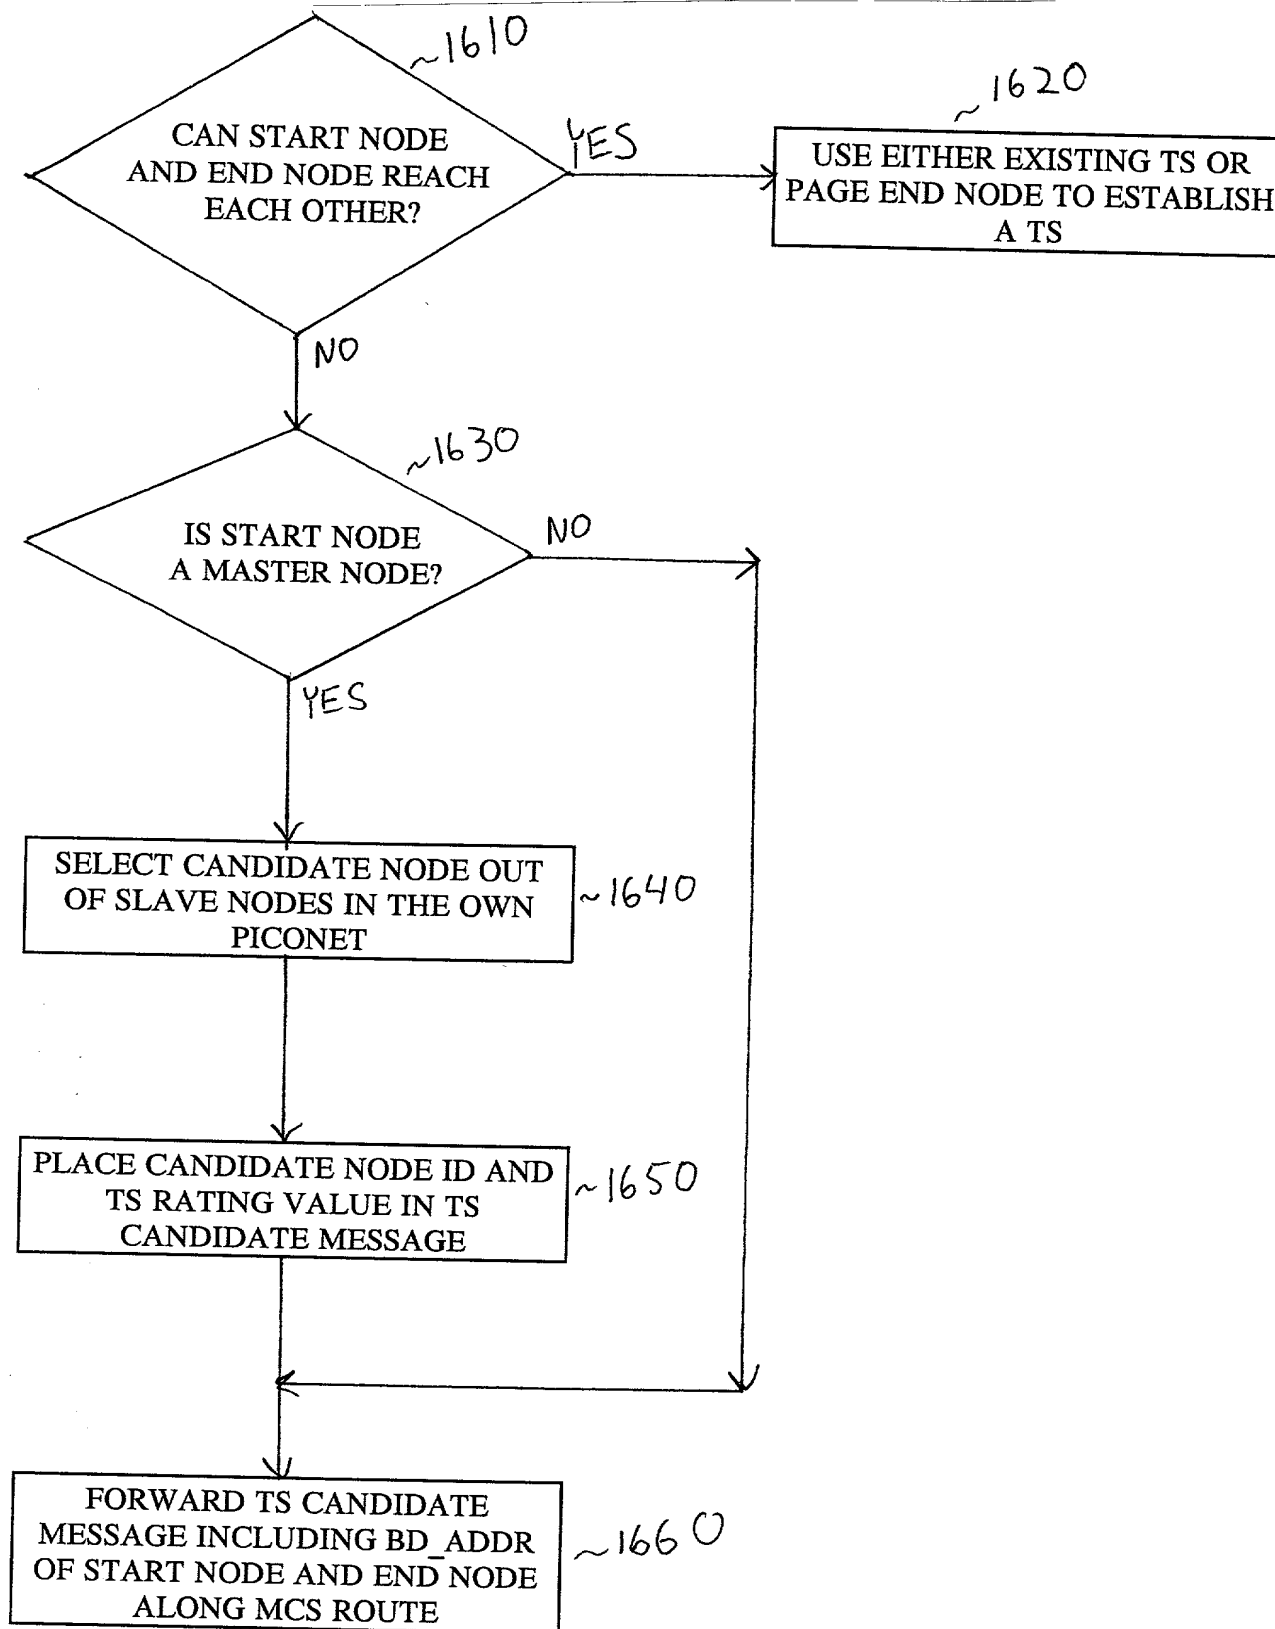 ~1610
CAN START NODE
AND END NODE REACH
EACH OTHER?
YES
~1620
USE EITHER EXISTING TS OR
PAGE END NODE TO ESTABLISH
A TS
NO
~1630
IS START NODE
A MASTER NODE?
NO
YES
SELECT CANDIDATE NODE OUT
OF SLAVE NODES IN THE OWN
PICONET
~1640
PLACE CANDIDATE NODE ID AND
TS RATING VALUE IN TS
CANDIDATE MESSAGE
~1650
FORWARD TS CANDIDATE
MESSAGE INCLUDING BD_ADDR
OF START NODE AND END NODE
ALONG MCS ROUTE
~1660